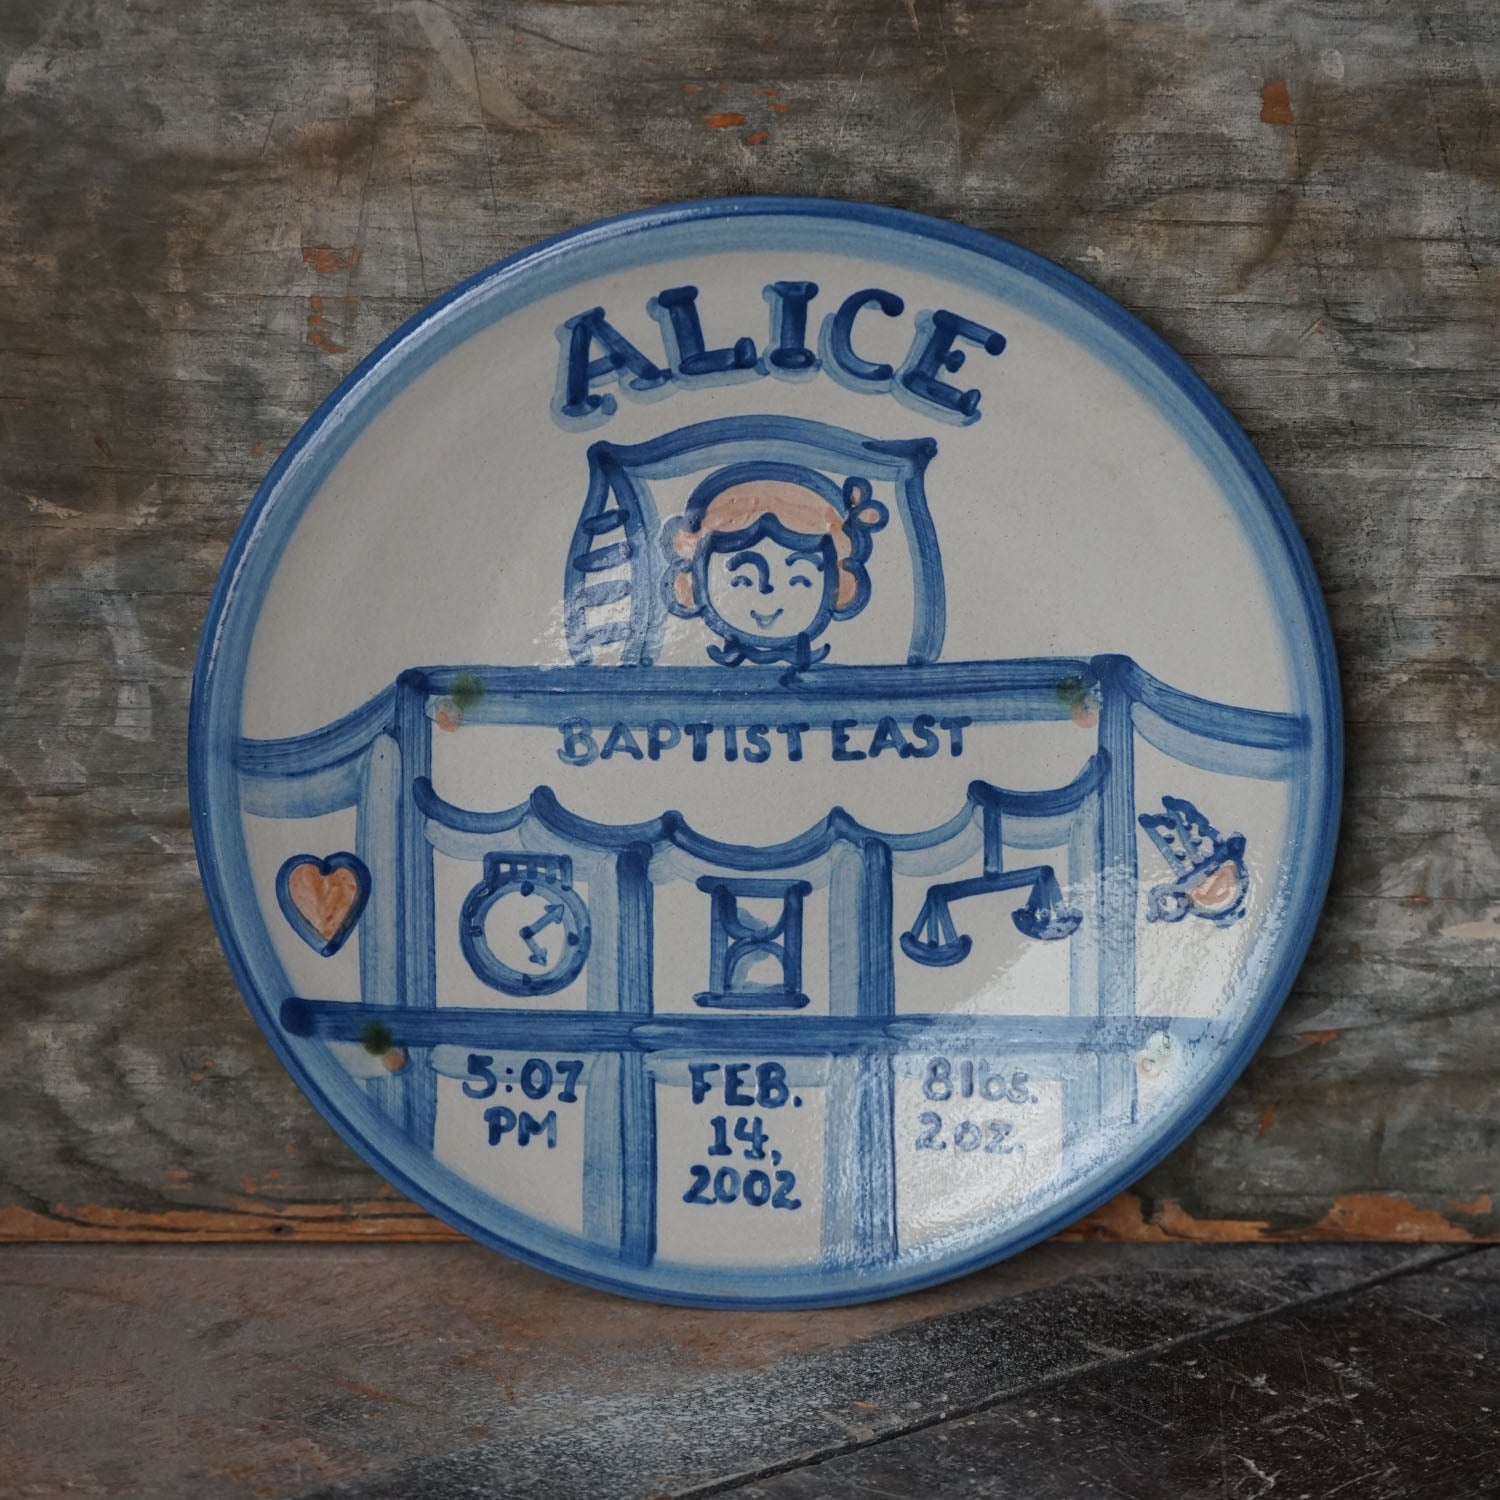 ALICE
BAPTIST EAST
5:07
PM
FEB.
14,
2002
8lbs.
2oz.